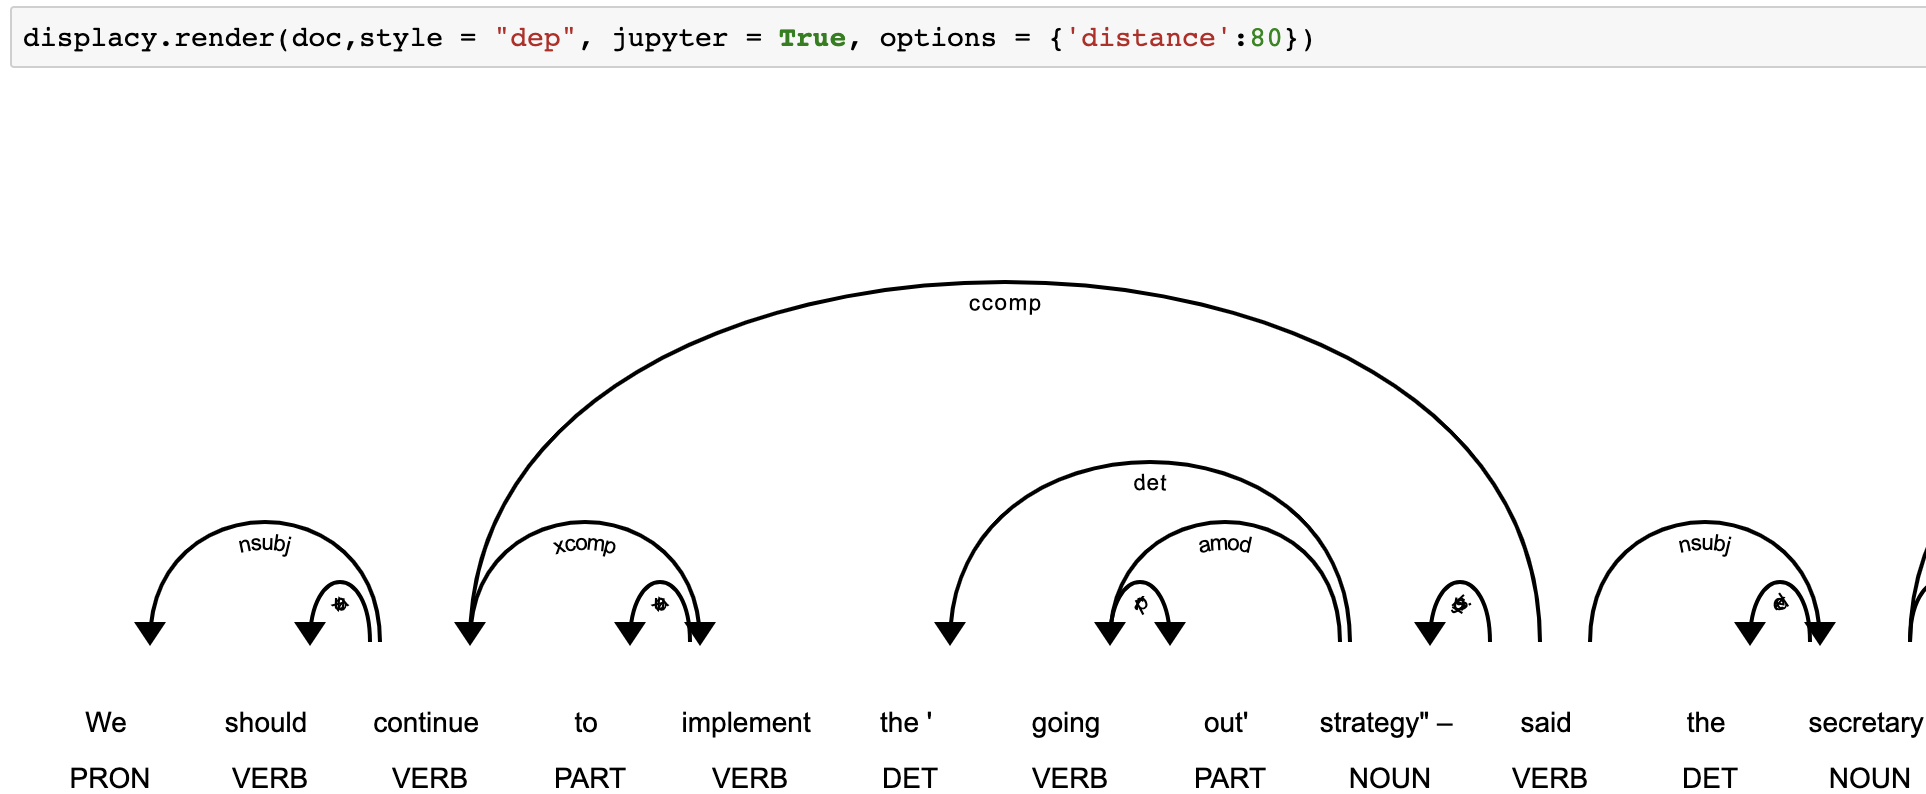 displacy.render(doc,style = "dep", jupyter = True, options = {'distance':80})
ccomp
det
nsubj xcomp amod nsubj
We should continue to implement the ' going out' strategy" – said the secretary
PRON VERB VERB PART VERB DET VERB PART NOUN VERB DET NOUN